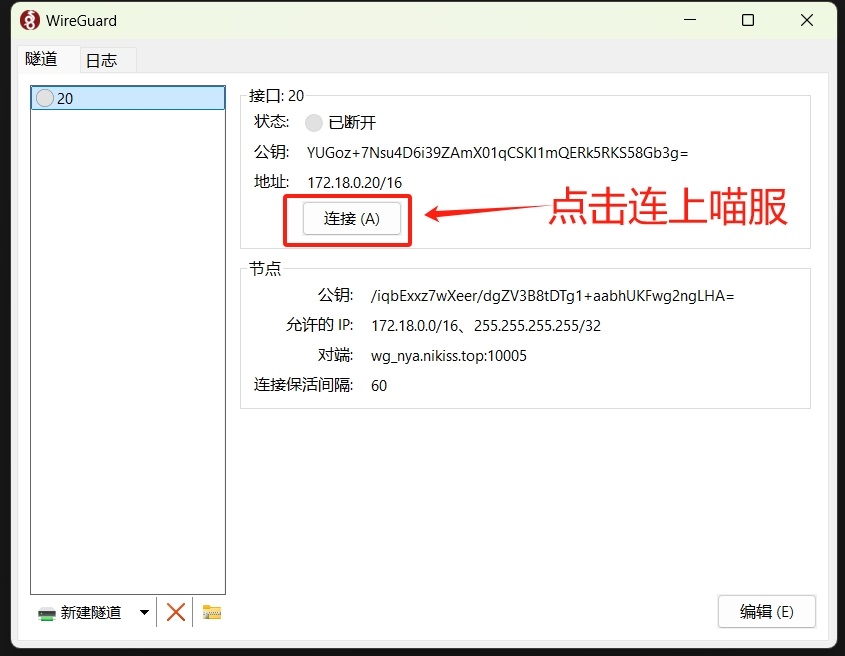 WireGuard
隧道
日志
20
接口: 20
状态: 已断开
公钥: YUGoz+7Nsu4D6i39ZAmX01qCSKI1mQERk5RKS58Gb3g=
地址: 172.18.0.20/16
连接 (A)
点击连上喵服
节点
公钥: /iqbExxz7wXeer/dgZV3B8tDTg1+aabhUKFwg2ngLHA=
允许的 IP: 172.18.0.0/16、255.255.255.255/32
对端: wg_nya.nikiss.top:10005
连接保活间隔: 60
新建隧道
编辑 (E)